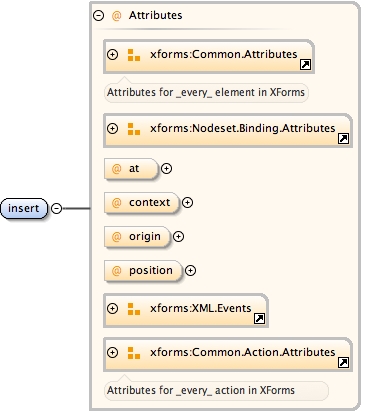 @ Attributes
xforms:Common.Attributes
Attributes for _every_ element in XForms
xforms:Nodeset.Binding.Attributes
@ at
@ context
insert
@ origin
@ position
xforms:XML.Events
xforms:Common.Action.Attributes
Attributes for _every_ action in XForms